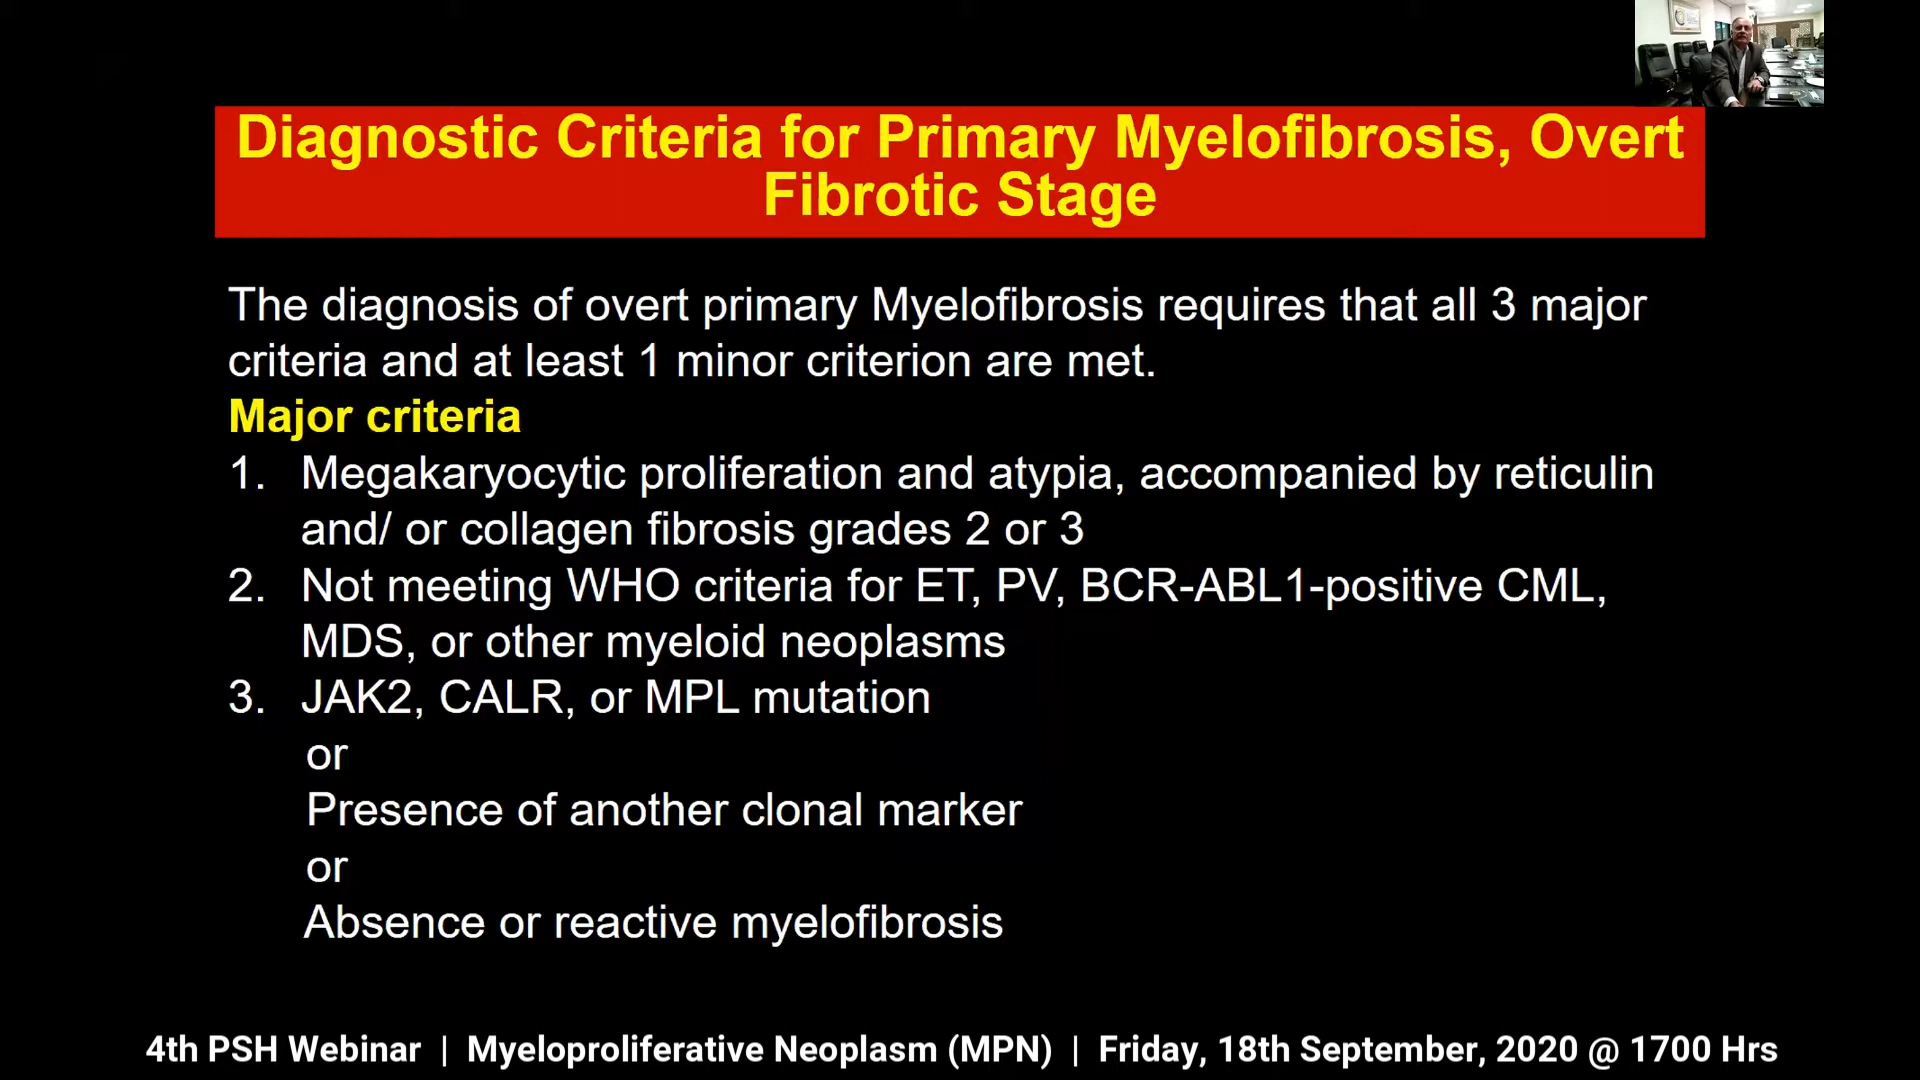 Diagnostic Criteria for Primary Myelofibrosis, Overt
Fibrotic Stage
The diagnosis of overt primary Myelofibrosis requires that all 3 major
criteria and at least 1 minor criterion are met.
Major criteria
1. Megakaryocytic proliferation and atypia, accompanied by reticulin
and/ or collagen fibrosis grades 2 or 3
2. Not meeting WHO criteria for ET, PV, BCR-ABL1-positive CML,
MDS, or other myeloid neoplasms
3. JAK2, CALR, or MPL mutation
or
Presence of another clonal marker
or
Absence or reactive myelofibrosis
4th PSH Webinar | Myeloproliferative Neoplasm (MPN) | Friday, 18th September, 2020 @ 1700 Hrs